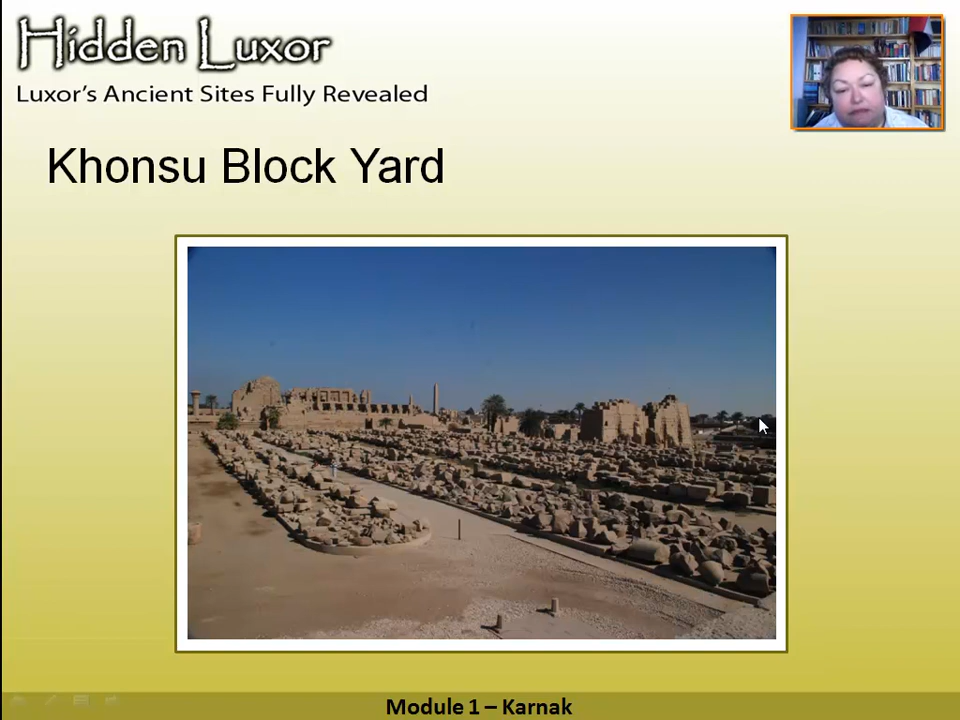 Hidden Luxor
Luxor's Ancient Sites Fully Revealed
Khonsu Block Yard
Module 1 – Karnak